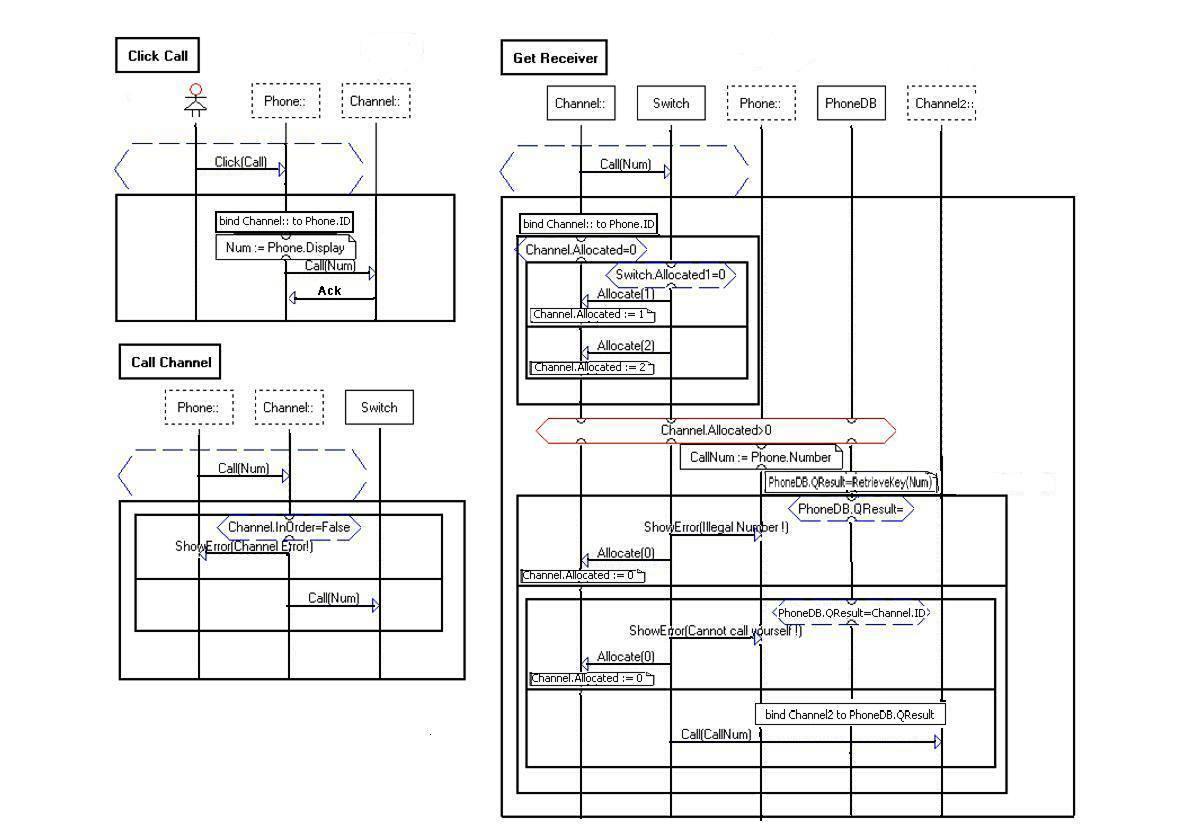 Click Call
Phone::
Channel::
Click(Call)
bind Channel:: to Phone.ID
Num := Phone.Display
Call(Num)
Ack
Call Channel
Phone::
Channel::
Switch
Call(Num)
Channel.InOrder=False
ShowError(Channel Error!)
Call(Num)
Get Receiver
Channel::
Switch
Phone::
PhoneDB
Channel2::
Call(Num)
bind Channel:: to Phone.ID
Channel.Allocated=0
Switch.Allocated1=0
Allocate(1)
Channel.Allocated := 1
Allocate(2)
Channel.Allocated := 2
Channel.Allocated>0
CallNum := Phone.Number
PhoneDB.QResult=RetrieveKey(Num)
PhoneDB.QResult=
ShowError(Illegal Number !)
Allocate(0)
Channel.Allocated := 0
PhoneDB.QResult=Channel.ID
ShowError(Cannot call yourself !)
Allocate(0)
Channel.Allocated := 0
bind Channel2 to PhoneDB.QResult
Call(CallNum)